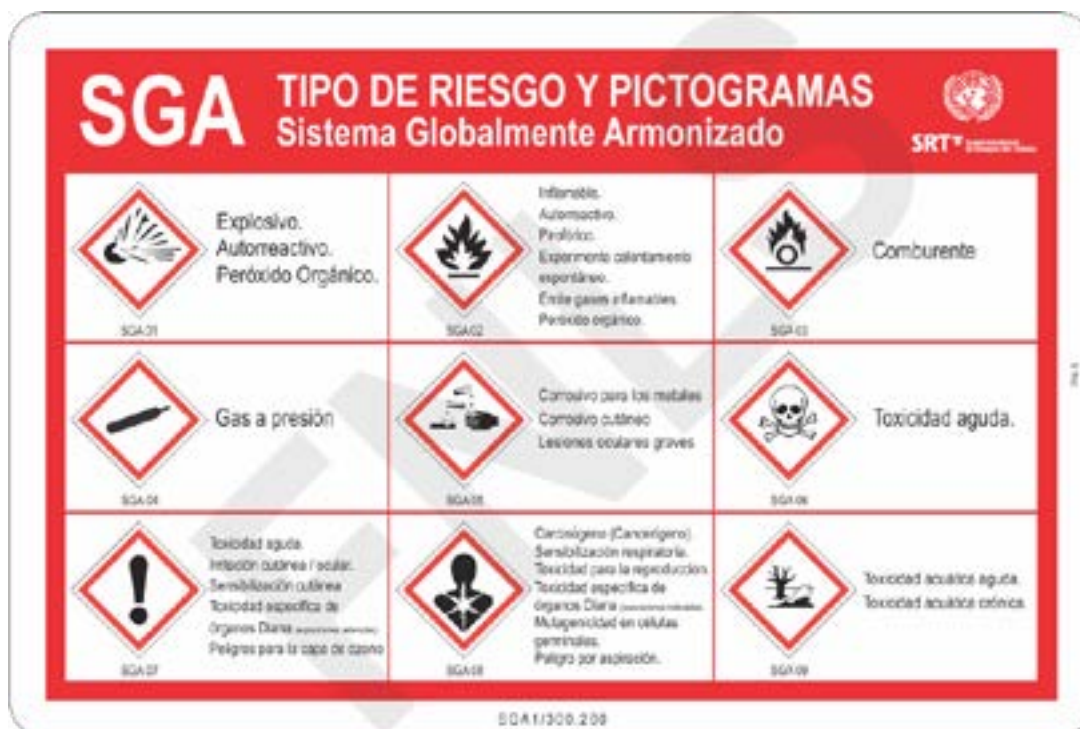 SGA
TIPO DE RIESGO Y PICTOGRAMAS
Sistema Globalmente Armonizado
SRT
Explosivo.
Autorreactivo.
Peróxido Orgánico.
SGA 01
Inflamable.
Autorreactivo.
Pirofórico.
Experimenta calentamiento
espontáneo.
Emite gases inflamables.
Peróxido orgánico.
SGA 02
Comburente
SGA 03
Gas a presión
SGA 04
Corrosivo para los metales
Corrosivo cutáneo
Lesiones oculares graves
SGA 05
Toxicidad aguda.
SGA 06
Toxicidad aguda.
Irritación cutánea / ocular.
Sensibilización cutánea
Toxicidad específica de
órganos Diana
Peligros para la capa de ozono
SGA 07
Carcinógeno (Cancerígeno).
Sensibilización respiratoria.
Toxicidad para la reproduccion
Toxicidad específica de
órganos Diana
Mutagenicidad en células
germinales.
Peligro por aspiración.
SGA 08
Toxicidad acuática aguda.
Toxicidad acuática crónica.
SGA 09
SGA1/300.200